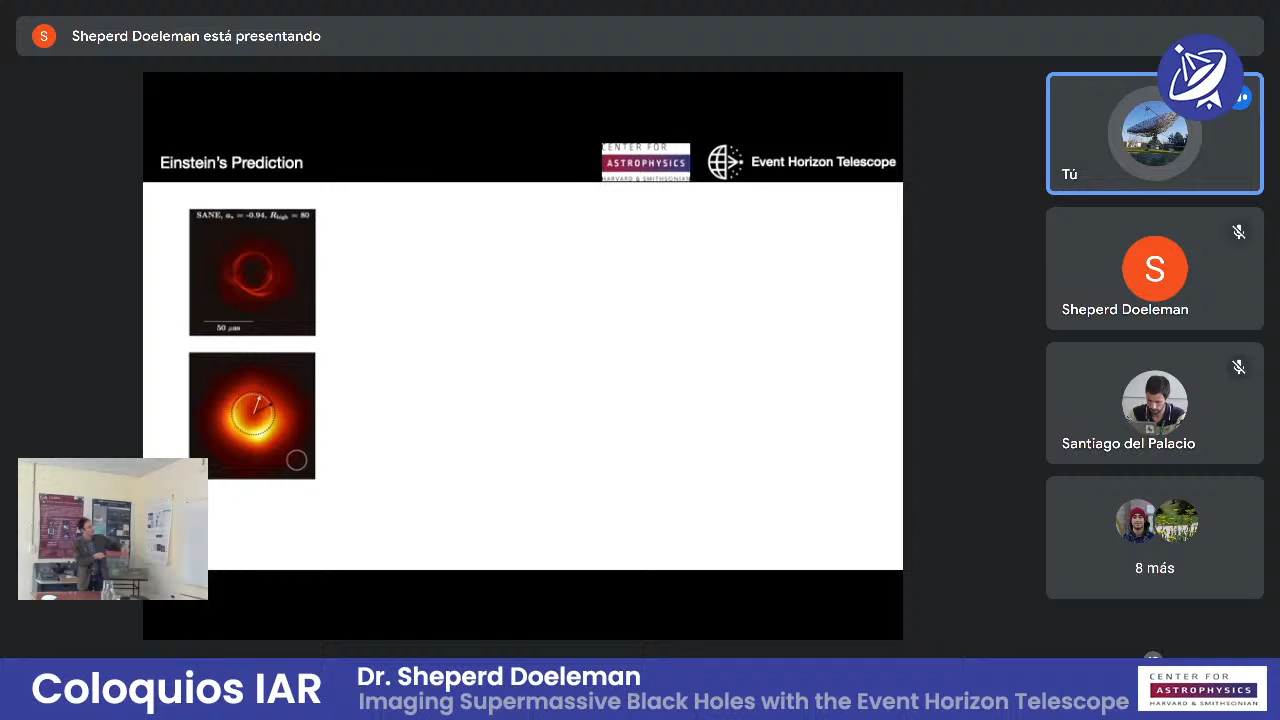 S
Sheperd Doeleman está presentando
Einstein's Prediction
CENTER FOR
ASTROPHYSICS
HARVARD & SMITHSONIAN
Event Horizon Telescope
SANE, a* = -0.94, Rhigh = 80
50 μas
Tú
S
Sheperd Doeleman
Santiago del Palacio
8 más
Coloquios IAR
Dr. Sheperd Doeleman
Imaging Supermassive Black Holes with the Event Horizon Telescope
CENTER FOR
ASTROPHYSICS
HARVARD & SMITHSONIAN